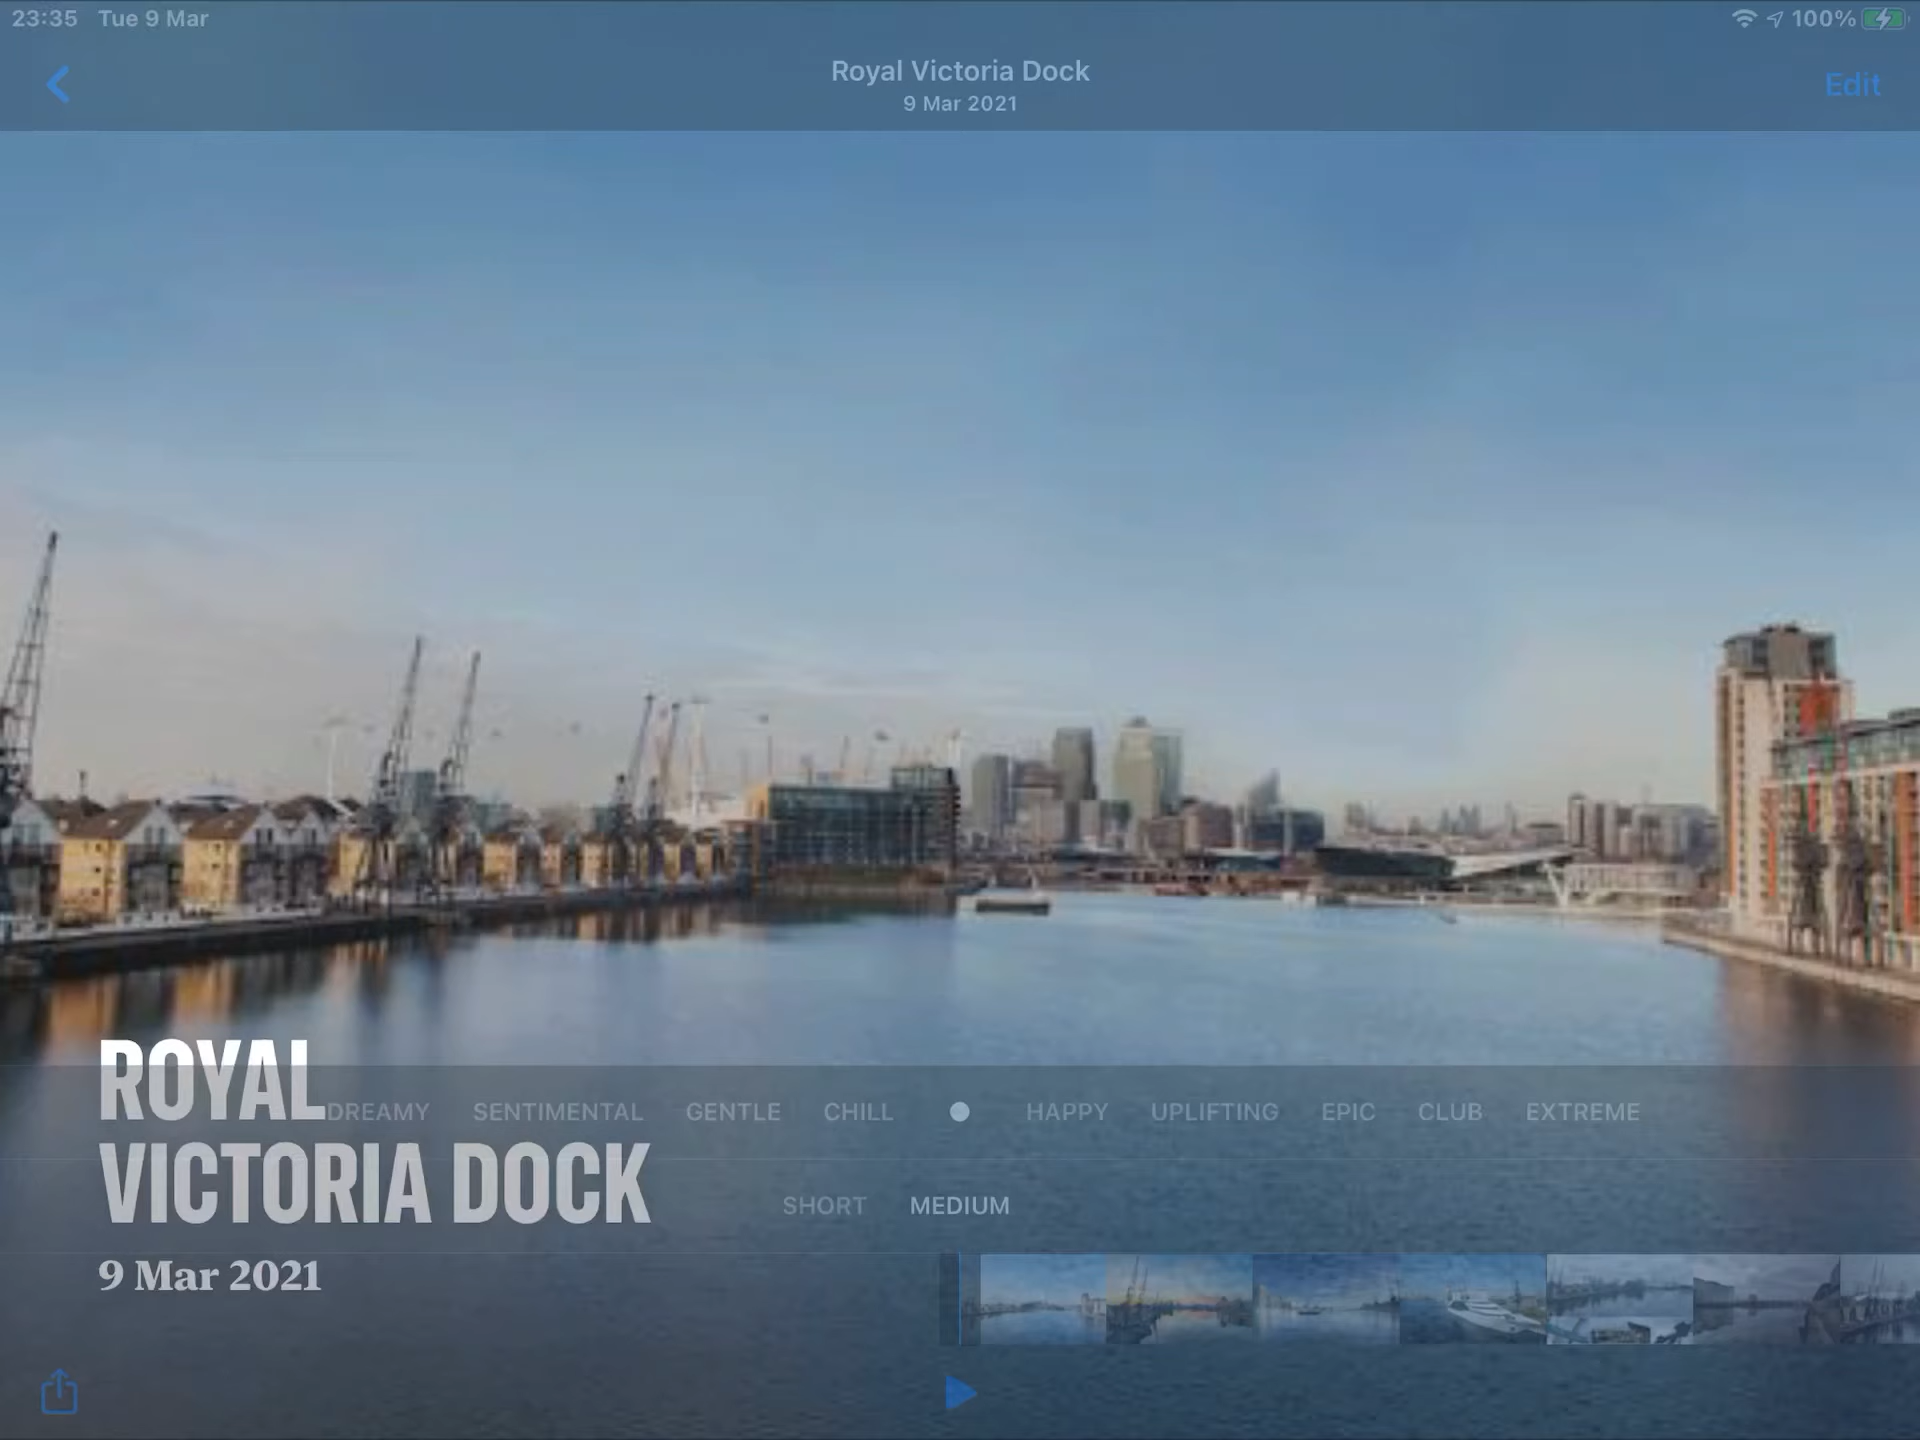 23:35 Tue 9 Mar
100%
Royal Victoria Dock
9 Mar 2021
Edit
ROYAL
DREAMY SENTIMENTAL GENTLE CHILL HAPPY UPLIFTING EPIC CLUB EXTREME
VICTORIA DOCK
SHORT MEDIUM
9 Mar 2021